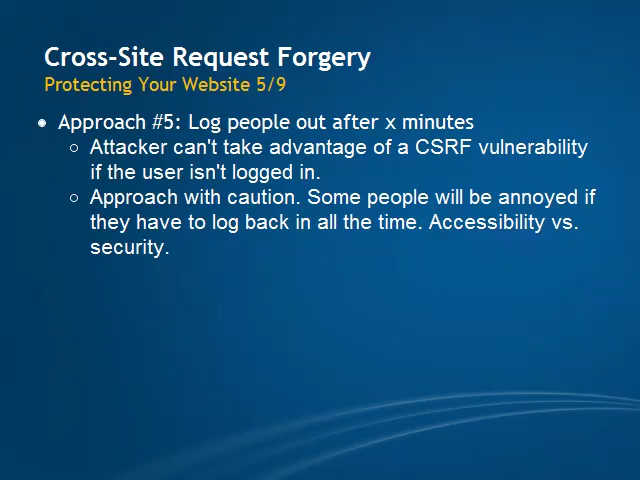 Cross-Site Request Forgery
Protecting Your Website 5/9
• Approach #5: Log people out after x minutes
○ Attacker can't take advantage of a CSRF vulnerability
if the user isn't logged in.
○ Approach with caution. Some people will be annoyed if
they have to log back in all the time. Accessibility vs.
security.